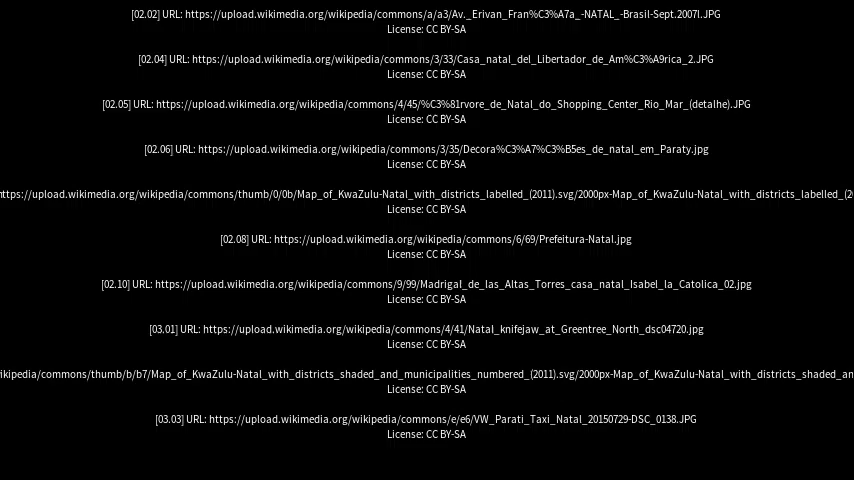 [02.02] URL: https://upload.wikimedia.org/wikipedia/commons/a/a3/Av._Erivan_Fran%C3%A7a_-NATAL_-Brasil-Sept.2007I.JPG
License: CC BY-SA
[02.04] URL: https://upload.wikimedia.org/wikipedia/commons/3/33/Casa_natal_del_Libertador_de_Am%C3%A9rica_2.JPG
License: CC BY-SA
[02.05] URL: https://upload.wikimedia.org/wikipedia/commons/4/45/%C3%81rvore_de_Natal_do_Shopping_Center_Rio_Mar_(detalhe).JPG
License: CC BY-SA
[02.06] URL: https://upload.wikimedia.org/wikipedia/commons/3/35/Decora%C3%A7%C3%B5es_de_natal_em_Paraty.jpg
License: CC BY-SA
https://upload.wikimedia.org/wikipedia/commons/thumb/0/0b/Map_of_KwaZulu-Natal_with_districts_labelled_(2011).svg/2000px-Map_of_KwaZulu-Natal_with_districts_labelled_(20
License: CC BY-SA
[02.08] URL: https://upload.wikimedia.org/wikipedia/commons/6/69/Prefeitura-Natal.jpg
License: CC BY-SA
[02.10] URL: https://upload.wikimedia.org/wikipedia/commons/9/99/Madrigal_de_las_Altas_Torres_casa_natal_Isabel_la_Catolica_02.jpg
License: CC BY-SA
[03.01] URL: https://upload.wikimedia.org/wikipedia/commons/4/41/Natal_knifejaw_at_Greentree_North_dsc04720.jpg
License: CC BY-SA
ikipedia/commons/thumb/b/b7/Map_of_KwaZulu-Natal_with_districts_shaded_and_municipalities_numbered_(2011).svg/2000px-Map_of_KwaZulu-Natal_with_districts_shaded_an
License: CC BY-SA
[03.03] URL: https://upload.wikimedia.org/wikipedia/commons/e/e6/VW_Parati_Taxi_Natal_20150729-DSC_0138.JPG
License: CC BY-SA